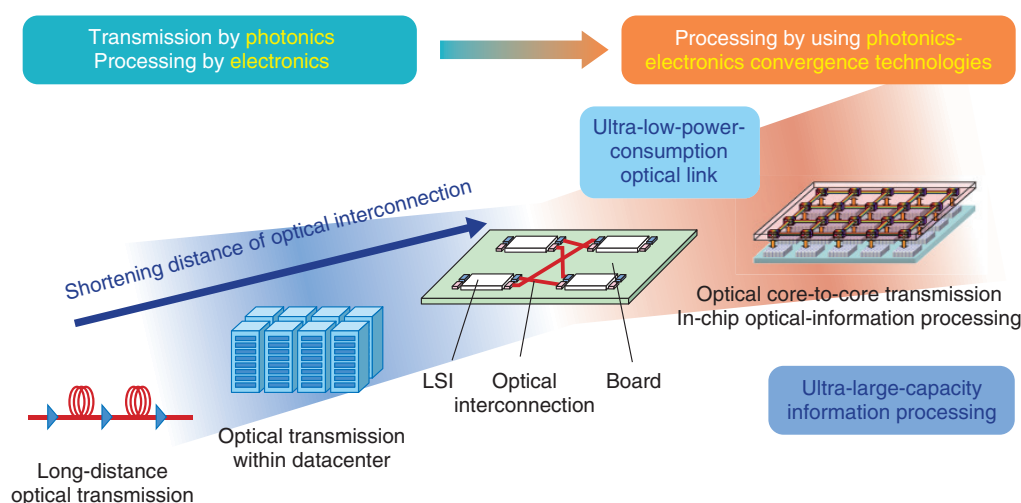 Transmission by photonics
Processing by electronics
Processing by using photonics-
electronics convergence technologies
Ultra-low-power-
consumption
optical link
Shortening distance of optical interconnection
Optical core-to-core transmission
In-chip optical-information processing
LSI
Optical
interconnection
Board
Ultra-large-capacity
information processing
Optical transmission
within datacenter
Long-distance
optical transmission